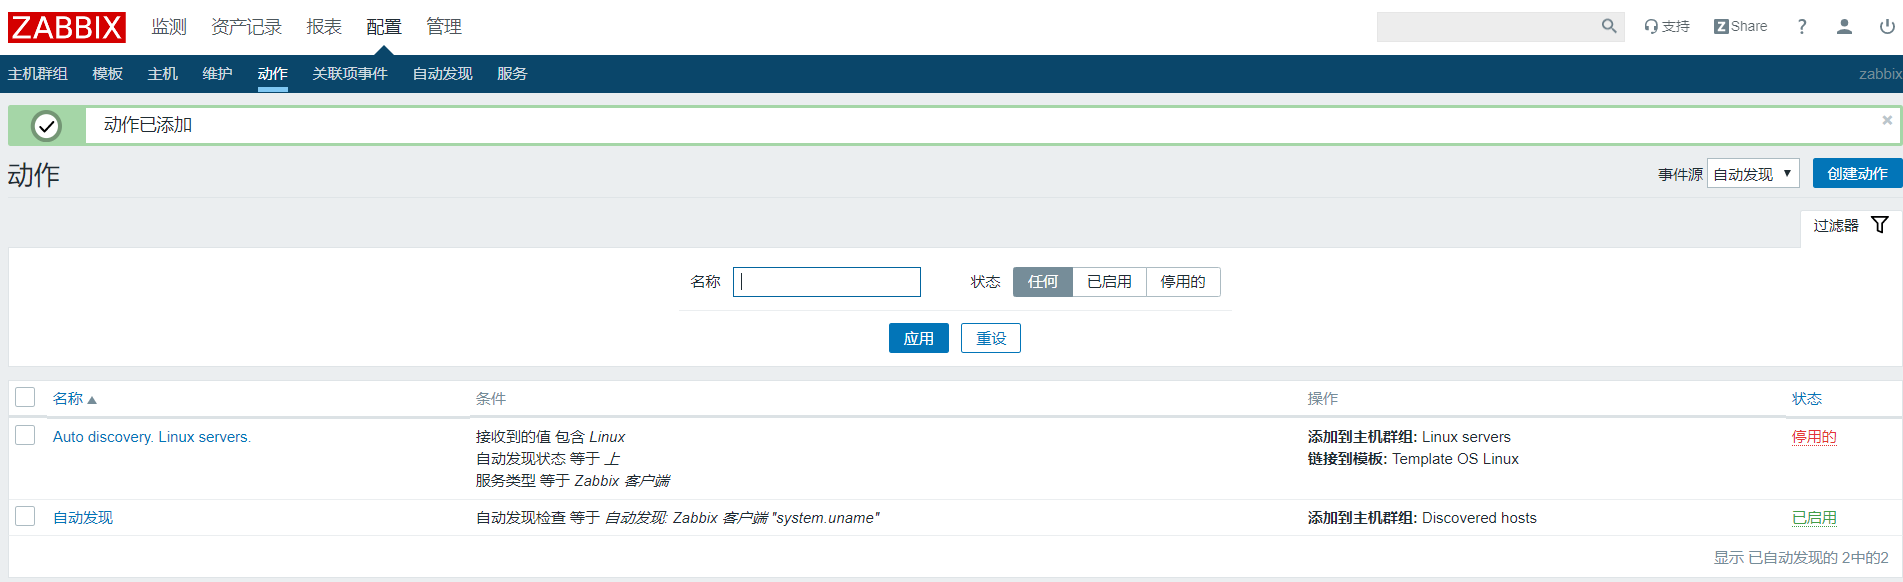 ZABBIX 监测 资产记录 报表 配置 管理 支持 Z Share ?
主机群组 模板 主机 维护 动作 关联项事件 自动发现 服务 zabbix
动作已添加
动作 事件源 自动发现 创建动作
过滤器
名称 状态 任何 已启用 停用的
应用 重设
名称 条件 操作 状态
Auto discovery. Linux servers. 接收到的值 包含 Linux 添加到主机群组: Linux servers 停用的
自动发现状态 等于 上 链接到模板: Template OS Linux
服务类型 等于 Zabbix 客户端
自动发现 自动发现检查 等于 自动发现: Zabbix 客户端 "system.uname" 添加到主机群组: Discovered hosts 已启用
显示 已自动发现的 2中的2